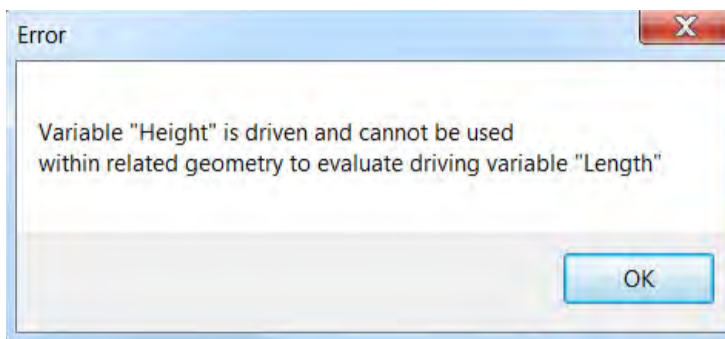 Error
Variable "Height" is driven and cannot be used
within related geometry to evaluate driving variable "Length"
OK